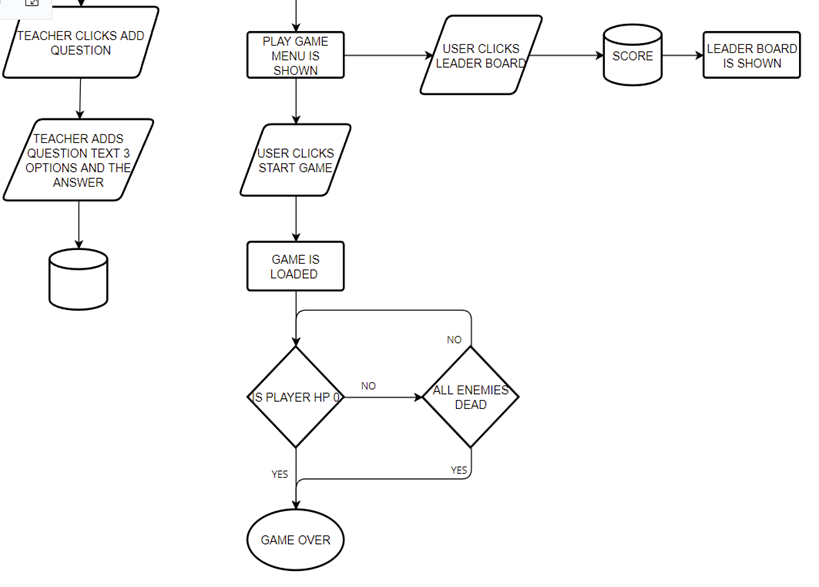 TEACHER CLICKS ADD
QUESTION
TEACHER ADDS
QUESTION TEXT 3
OPTIONS AND THE
ANSWER
PLAY GAME
MENU IS
SHOWN
USER CLICKS
LEADER BOARD
SCORE
LEADER BOARD
IS SHOWN
USER CLICKS
START GAME
GAME IS
LOADED
NO
IS PLAYER HP 0
NO
ALL ENEMIES
DEAD
YES
YES
GAME OVER